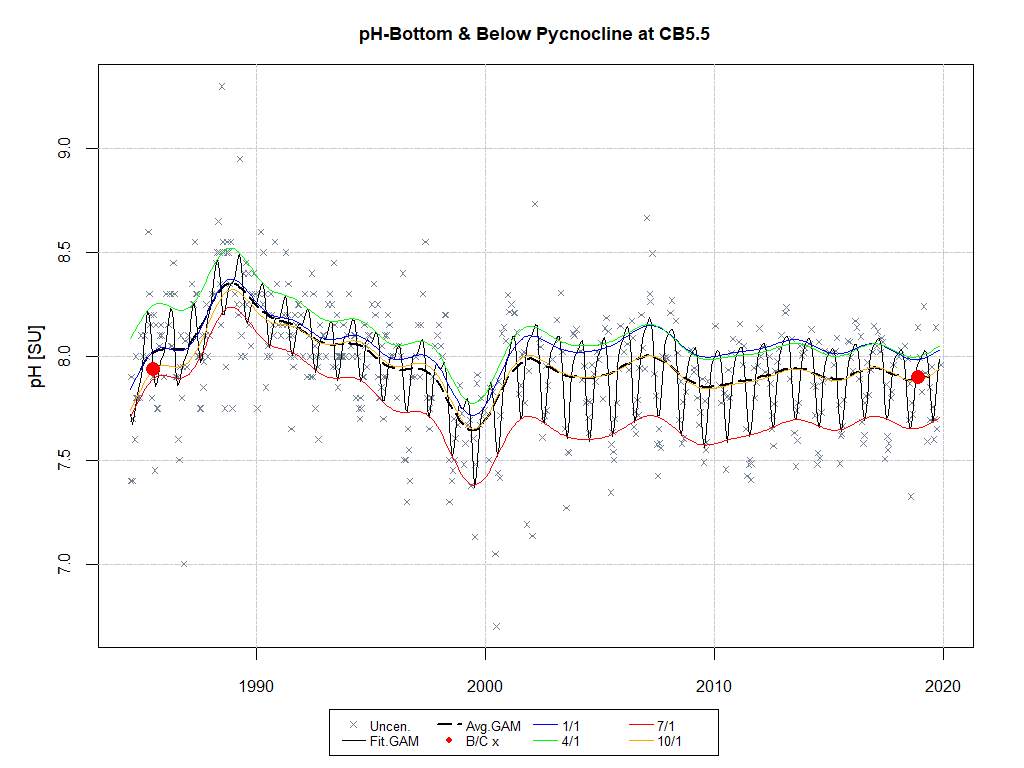 pH-Bottom & Below Pycnocline at CB5.5
pH [SU]
9.0
8.5
8.0
7.5
7.0
1990 2000 2010 2020
Uncen. Avg.GAM 1/1 7/1
Fit.GAM B/C x 4/1 10/1